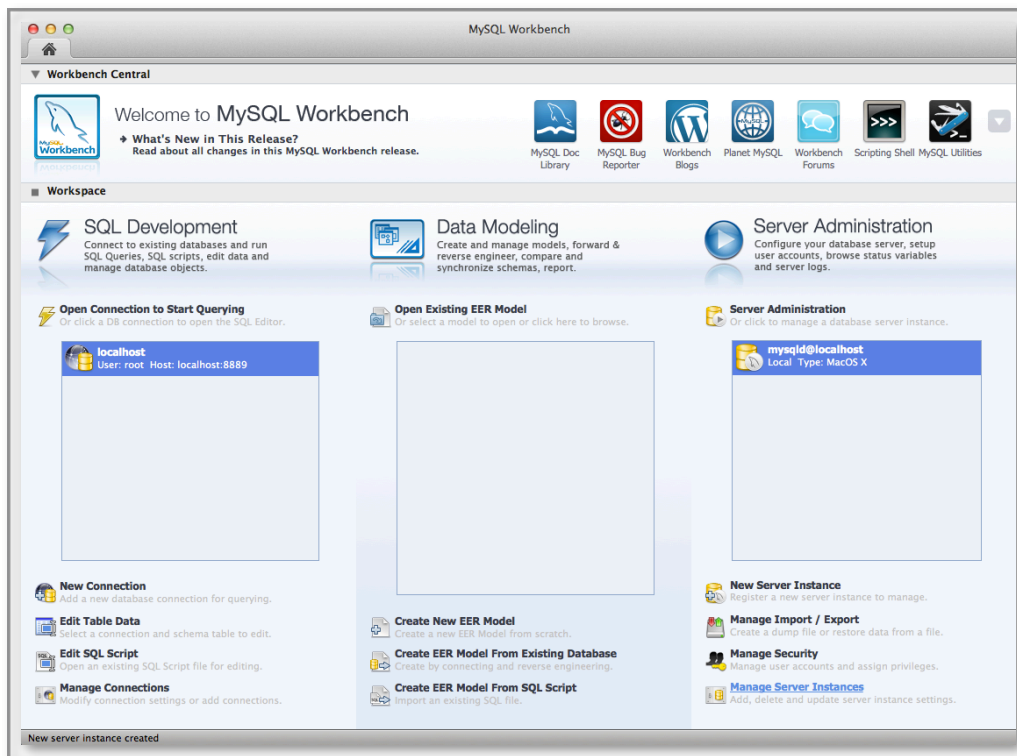 MySQL Workbench
Workbench Central
MySQL
Workbench
Welcome to MySQL Workbench
What's New in This Release?
Read about all changes in this MySQL Workbench release.
MySQL Doc
Library
MySQL Bug
Reporter
Workbench
Blogs
Planet MySQL
Workbench
Forums
>>>
Scripting Shell
MySQL Utilities
Workspace
SQL Development
Connect to existing databases and run
SQL Queries, SQL scripts, edit data and
manage database objects.
Open Connection to Start Querying
Or click a DB connection to open the SQL Editor.
localhost
User: root Host: localhost:8889
New Connection
Add a new database connection for querying.
Edit Table Data
Select a connection and schema table to edit.
Edit SQL Script
Open an existing SQL Script file for editing.
Manage Connections
Modify connection settings or add connections.
Data Modeling
Create and manage models, forward &
reverse engineer, compare and
synchronize schemas, report.
Open Existing EER Model
Or select a model to open or click here to browse.
Create New EER Model
Create a new EER Model from scratch.
Create EER Model From Existing Database
Create by connecting and reverse engineering.
Create EER Model From SQL Script
Import an existing SQL file.
Server Administration
Configure your database server, setup
user accounts, browse status variables
and server logs.
Server Administration
Or click to manage a database server instance.
mysqld@localhost
Local Type: MacOS X
New Server Instance
Register a new server instance to manage.
Manage Import / Export
Create a dump file or restore data from a file.
Manage Security
Manage user accounts and assign privileges.
Manage Server Instances
Add, delete and update server instance settings.
New server instance created